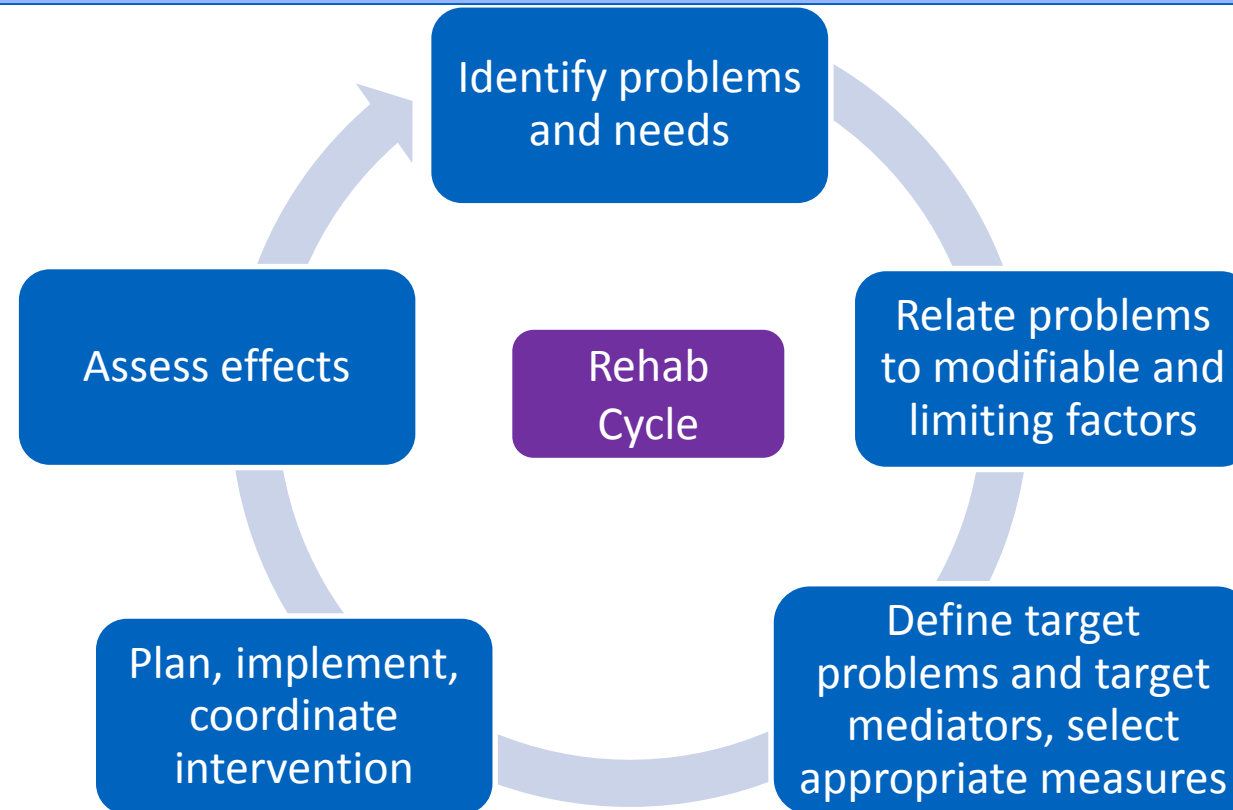 Identify problems
and needs
Relate problems
to modifiable and
limiting factors
Define target
problems and target
mediators, select
appropriate measures
Plan, implement,
coordinate
intervention
Assess effects
Rehab
Cycle